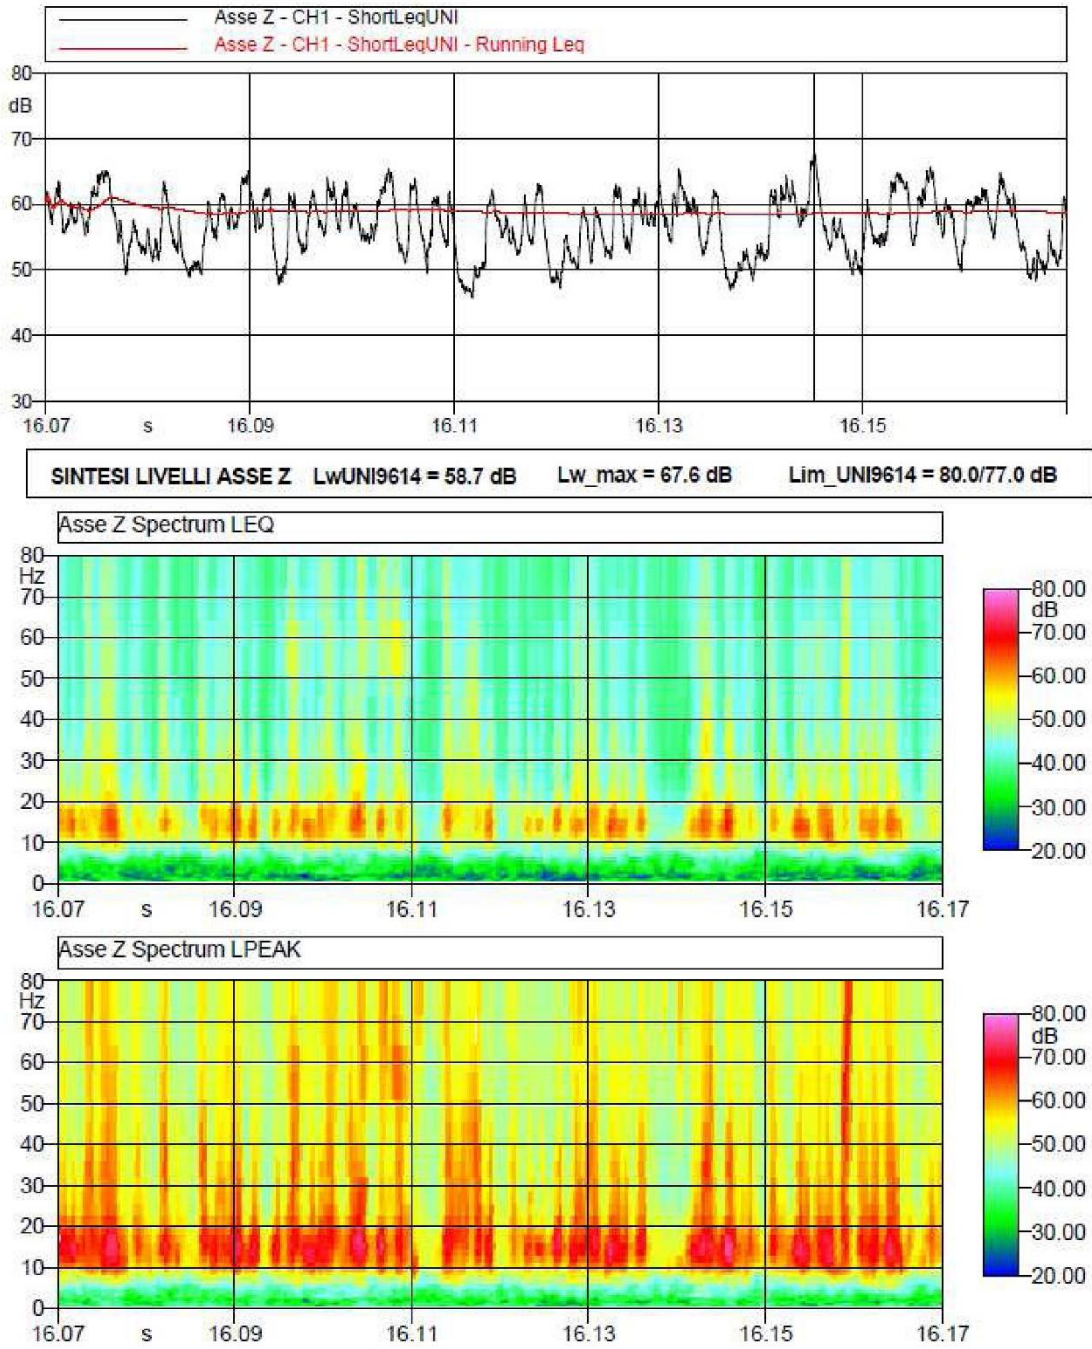 Asse Z - CH1 - ShortLeqUNI
Asse Z - CH1 - ShortLeqUNI - Running Leq
80
dB
70
60
50
40
30
16.07 s 16.09 16.11 16.13 16.15
SINTESI LIVELLI ASSE Z LwUNI9614 = 58.7 dB Lw_max = 67.6 dB Lim_UNI9614 = 80.0/77.0 dB
Asse Z Spectrum LEQ
80
Hz
70
60
50
40
30
20
10
0
16.07 s 16.09 16.11 16.13 16.15 16.17
80.00
dB
70.00
60.00
50.00
40.00
30.00
20.00
Asse Z Spectrum LPEAK
80
Hz
70
60
50
40
30
20
10
0
16.07 s 16.09 16.11 16.13 16.15 16.17
80.00
dB
70.00
60.00
50.00
40.00
30.00
20.00